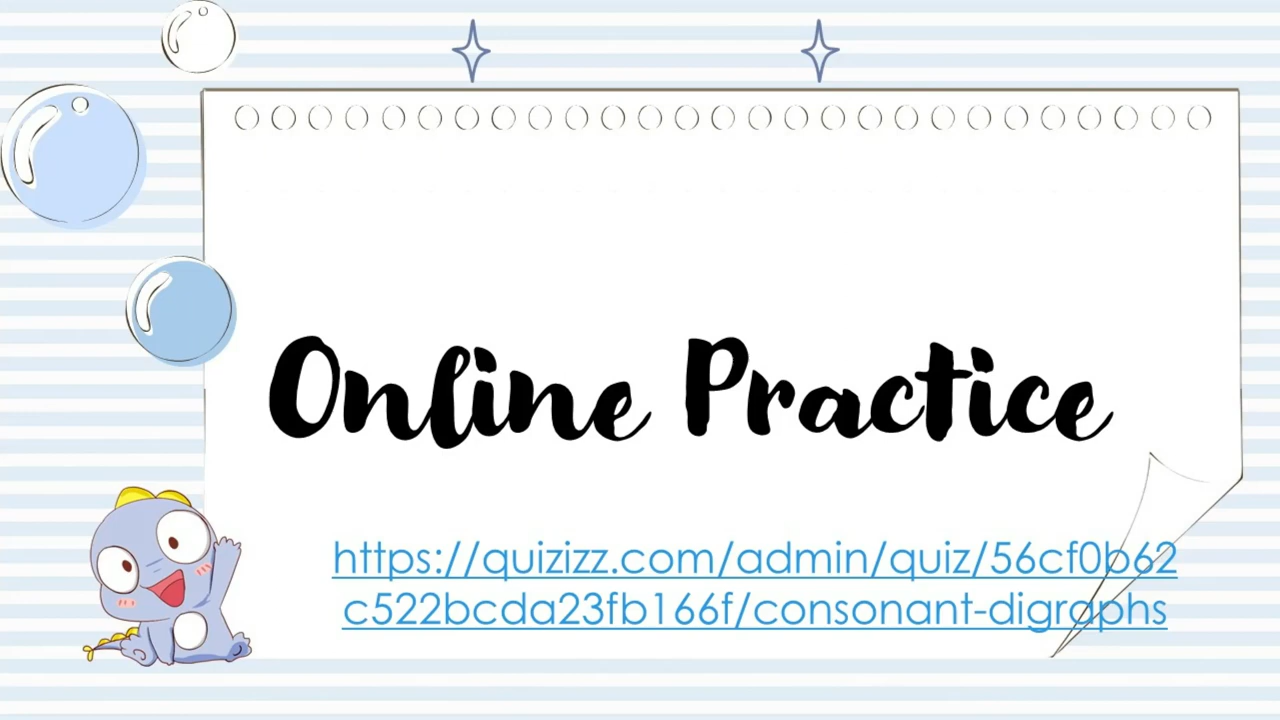 Online Practice
https://quizizz.com/admin/quiz/56cf0b62
c522bcda23fb166f/consonant-digraphs